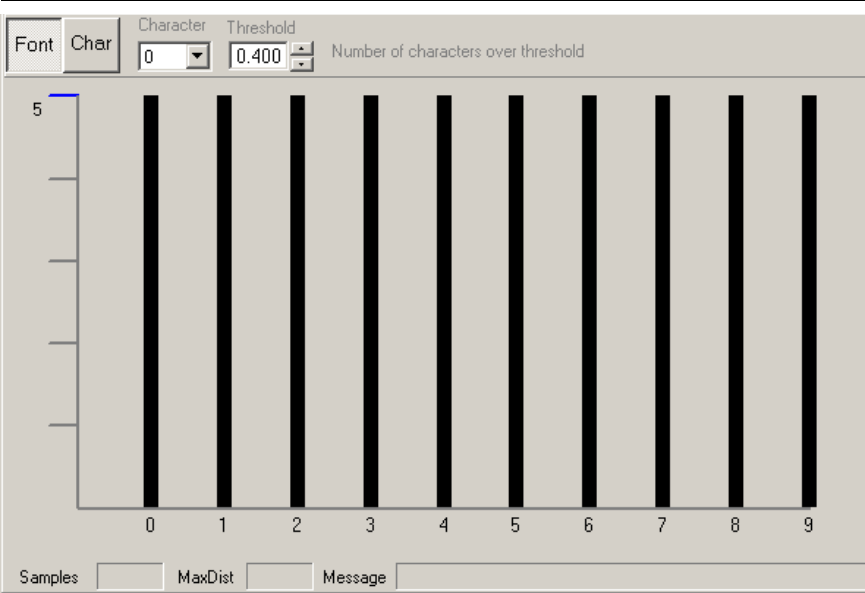 Font Char Character Threshold
0 0.400 Number of characters over threshold
5
0 1 2 3 4 5 6 7 8 9
Samples MaxDist Message